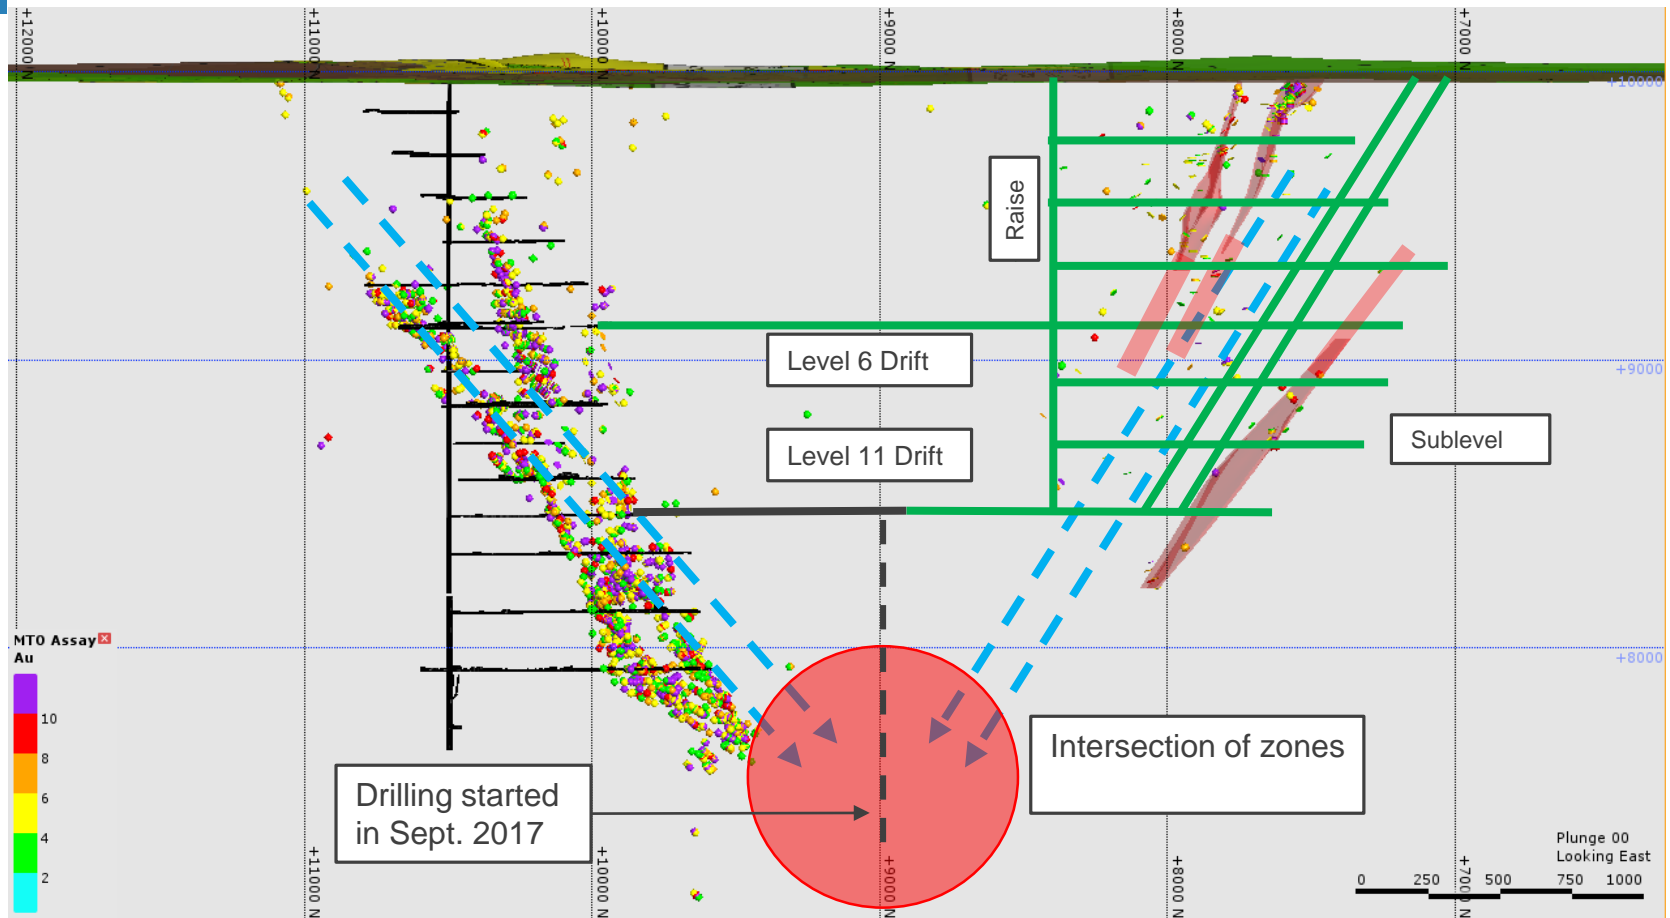 +12000 N
+11000 N
+10000 N
+9000 N
+8000 N
+7000 N
+10000
Raise
Level 6 Drift
+9000
Level 11 Drift
Sublevel
+8000
MTO Assay
Au
10
8
6
4
2
Intersection of zones
Drilling started
in Sept. 2017
Plunge 00
Looking East
0 250 500 750 1000
+11000 N
+10000 N
+9000 N
+8000 N
+7000 N